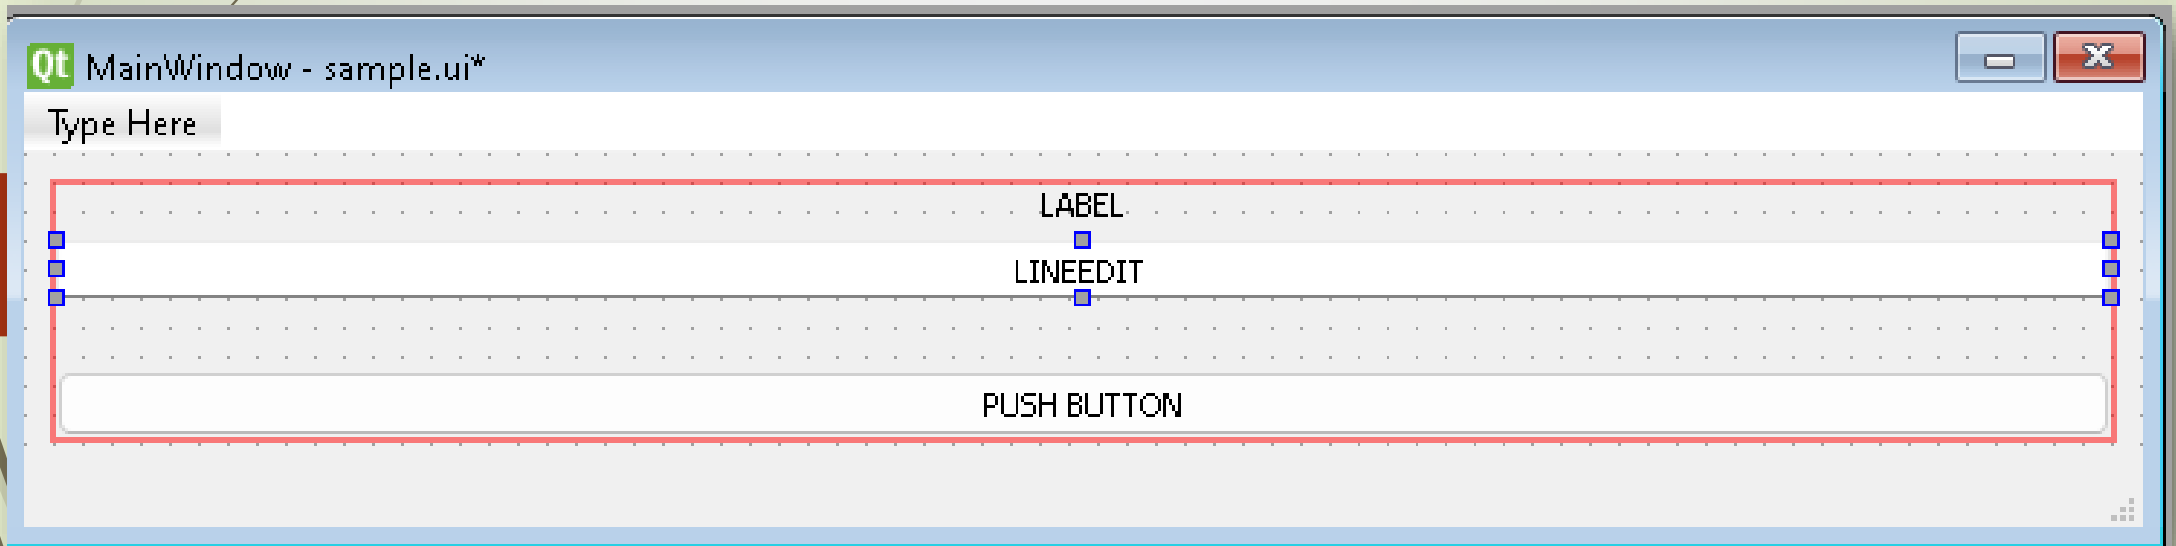 Qt MainWindow - sample.ui*
Type Here
LABEL
LINEEDIT
PUSH BUTTON